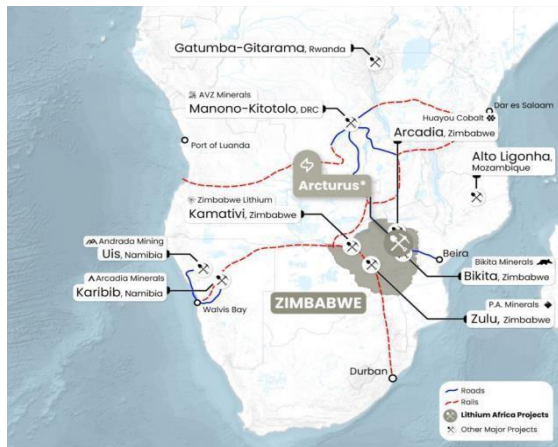 Gatumba-Gitarama, Rwanda
AVZ Minerals
Manono-Kitotolo, DRC
Dar es Salaam
Huayou Cobalt
Arcadia, Zimbabwe
Port of Luanda
Alto Ligonha,
Mozambique
Arcturus*
Zimbabwe Lithium
Kamativi, Zimbabwe
Andrada Mining
Uis, Namibia
Beira
Bikita Minerals
Bikita, Zimbabwe
Arcadia Minerals
Karibib, Namibia
ZIMBABWE
Walvis Bay
P.A. Minerals
Zulu, Zimbabwe
Durban
Roads
Rails
Lithium Africa Projects
Other Major Projects